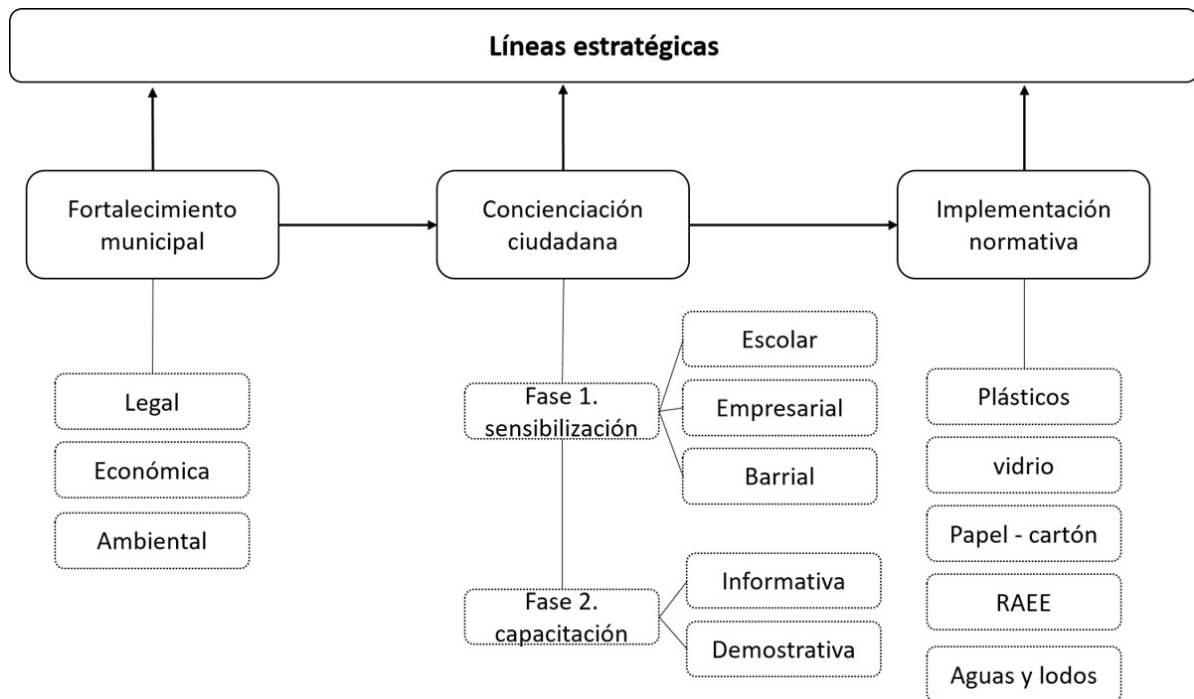 Líneas estratégicas
Fortalecimiento
municipal
Concienciación
ciudadana
Implementación
normativa
Legal
Económica
Ambiental
Fase 1.
sensibilización
Escolar
Empresarial
Barrial
Fase 2.
capacitación
Informativa
Demostrativa
Plásticos
vidrio
Papel - cartón
RAEE
Aguas y lodos